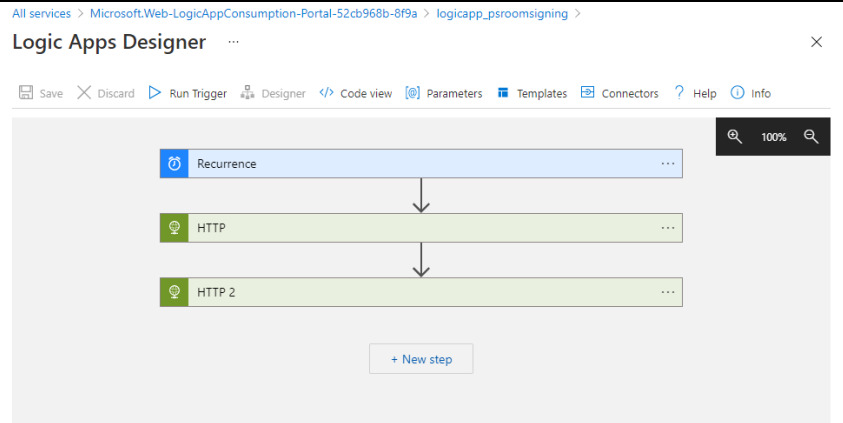 All services > Microsoft.Web-LogicAppConsumption-Portal-52cb968b-8f9a > logicapp_psroomsigning >
Logic Apps Designer ...
Save Discard Run Trigger Designer Code view Parameters Templates Connectors Help Info
100%
Recurrence
HTTP
HTTP 2
+ New step